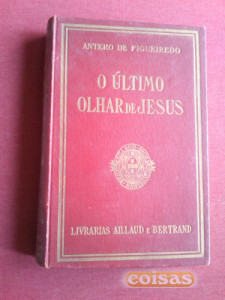 ANTERO DE FIGUEIREDO
O ÚLTIMO
OLHAR DE JESUS
LIVRARIAS AILLAUD E BERTRAND
coisas